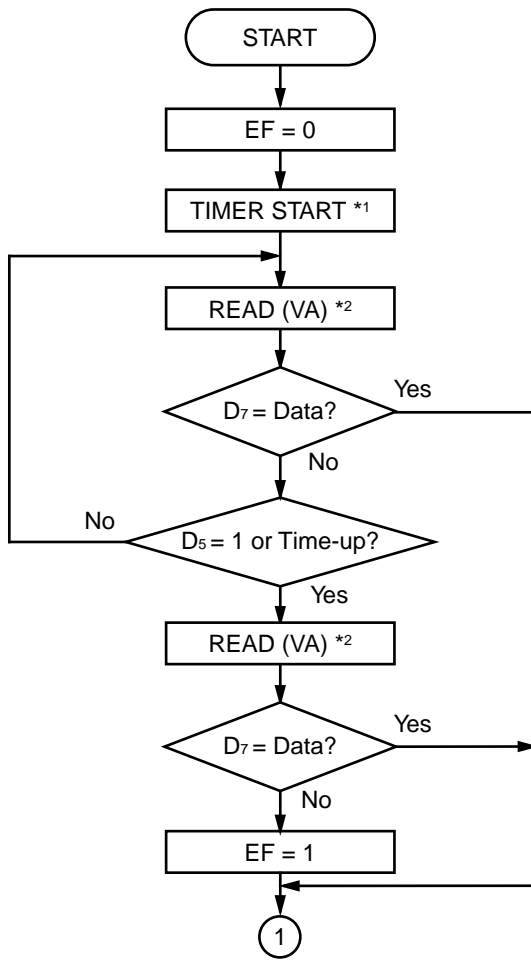 START
EF = 0
TIMER START *1
READ (VA) *2
D7 = Data?
Yes
No
No
D5 = 1 or Time-up?
Yes
READ (VA) *2
D7 = Data?
Yes
No
EF = 1
1